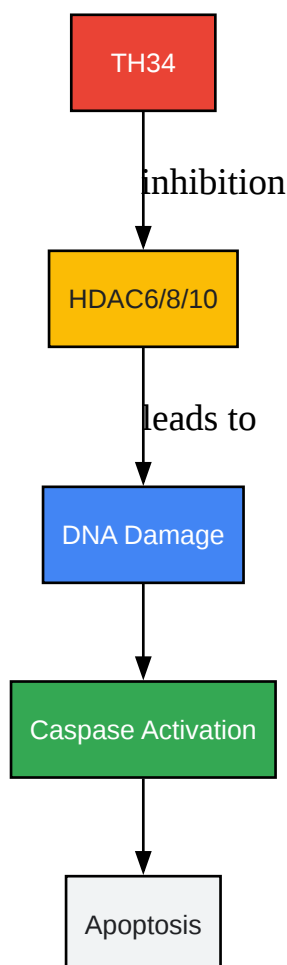 TH34
inhibition
HDAC6/8/10
leads to
DNA Damage
Caspase Activation
Apoptosis